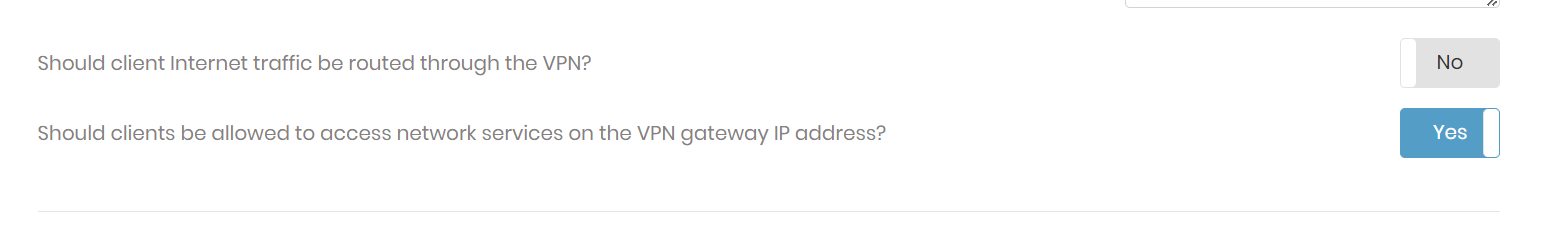 Should client Internet traffic be routed through the VPN?
No
Should clients be allowed to access network services on the VPN gateway IP address?
Yes